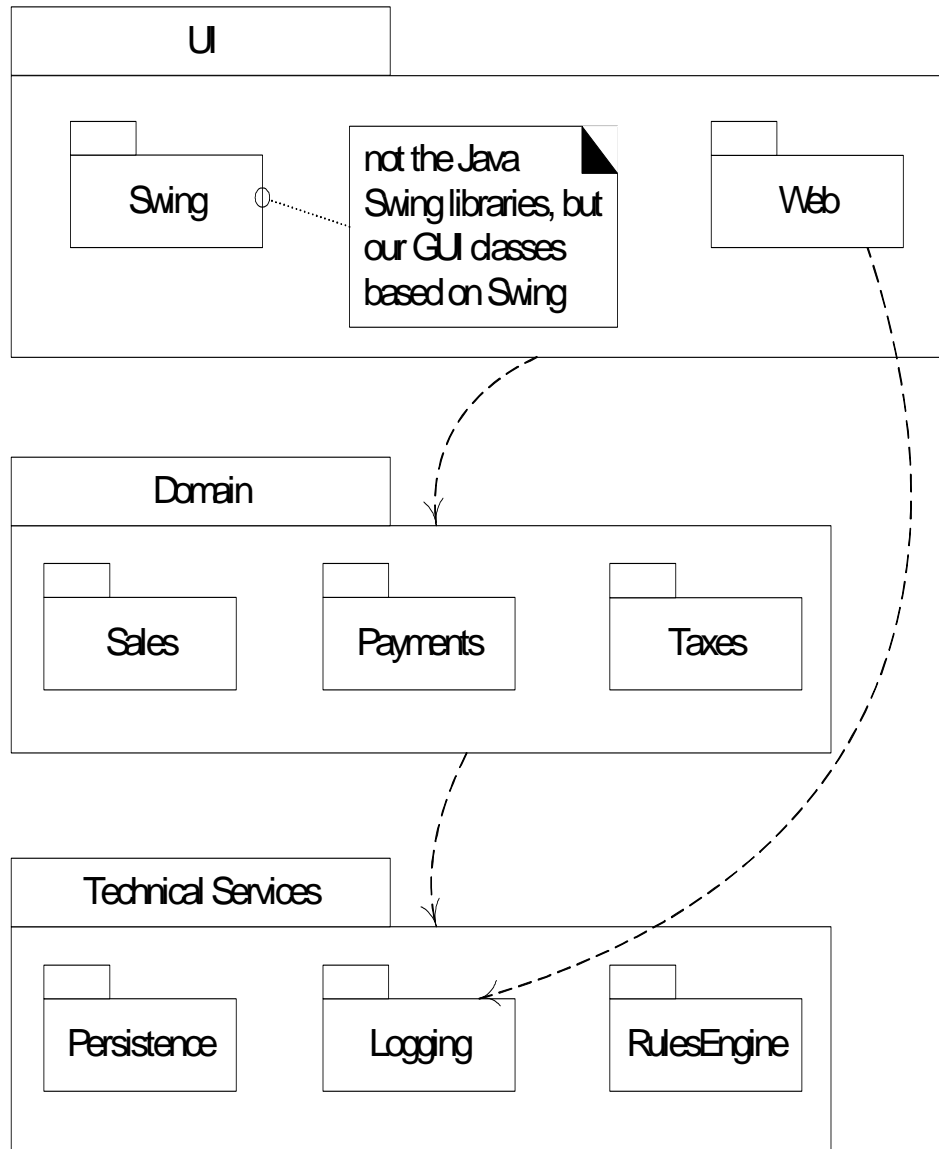 UI
Swing
not the Java
Swing libraries, but
our GUI classes
based on Swing
Web
Domain
Sales
Payments
Taxes
Technical Services
Persistence
Logging
RulesEngine